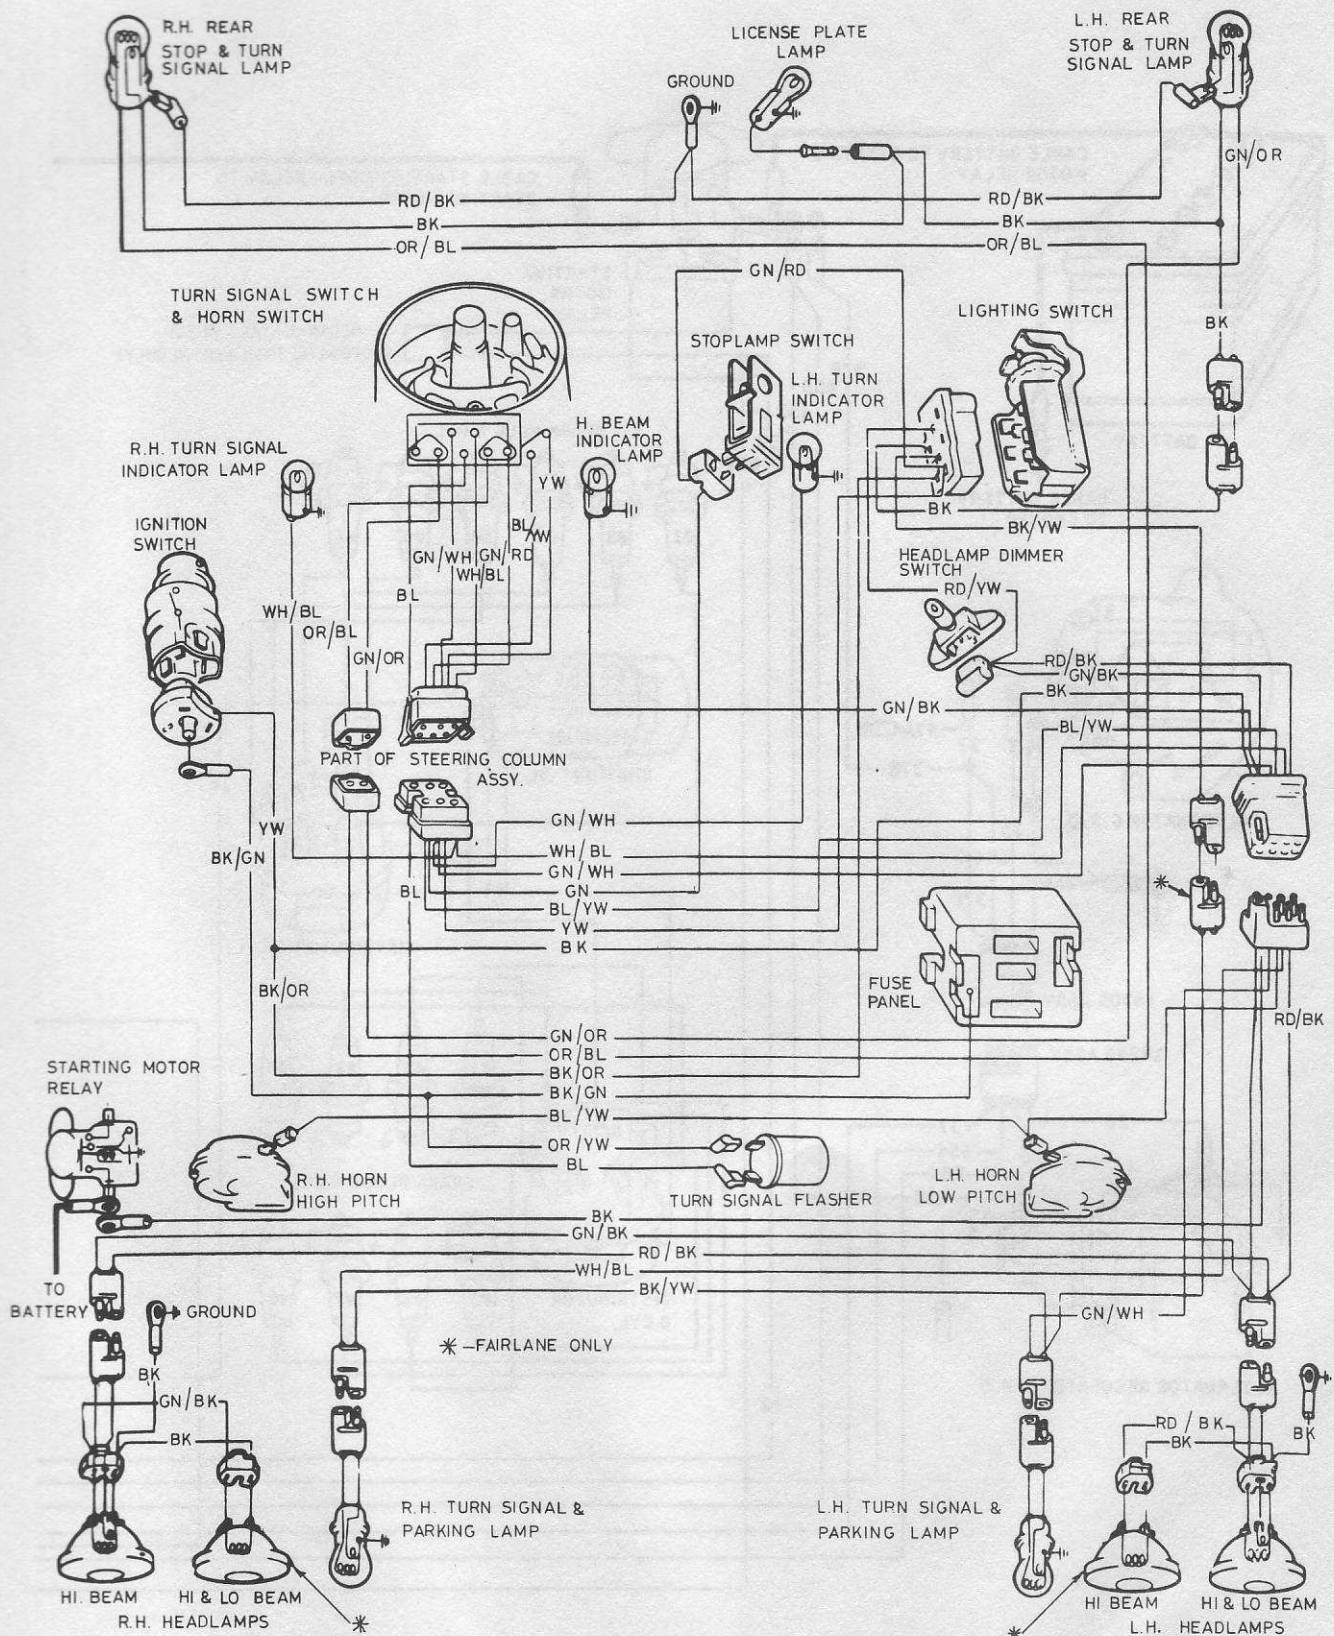 R.H. REAR
STOP & TURN
SIGNAL LAMP
LICENSE PLATE
LAMP
GROUND
L.H. REAR
STOP & TURN
SIGNAL LAMP
GN/OR
RD/BK
RD/BK
BK
BK
OR/BL
OR/BL
GN/RD
TURN SIGNAL SWITCH
& HORN SWITCH
STOPLAMP SWITCH
LIGHTING SWITCH
BK
L.H. TURN
INDICATOR
LAMP
H. BEAM
INDICATOR
LAMP
R.H. TURN SIGNAL
INDICATOR LAMP
YW
IGNITION
SWITCH
BK
BK/YW
BL/YW
GN/WH
GN/RD
WH/BL
HEADLAMP DIMMER
SWITCH
RD/YW
BL
WH/BL
OR/BL
GN/OR
RD/BK
GN/BK
BK
GN/BK
BL/YW
PART OF STEERING COLUMN
ASSY.
YW
GN/WH
BK/GN
WH/BL
GN/WH
BL
GN
BL/YW
YW
BK
*
FUSE
PANEL
BK/OR
RD/BK
GN/OR
OR/BL
BK/OR
BK/GN
BL/YW
OR/YW
BL
STARTING MOTOR
RELAY
R.H. HORN
HIGH PITCH
TURN SIGNAL FLASHER
L.H. HORN
LOW PITCH
BK
GN/BK
RD/BK
WH/BL
BK/YW
TO
BATTERY
GROUND
GN/WH
* -FAIRLANE ONLY
BK
GN/BK
BK
RD/BK
BK
BK
R.H. TURN SIGNAL &
PARKING LAMP
L.H. TURN SIGNAL &
PARKING LAMP
HI. BEAM
HI & LO BEAM
R.H. HEADLAMPS
*
HI BEAM
HI & LO BEAM
*
L.H. HEADLAMPS